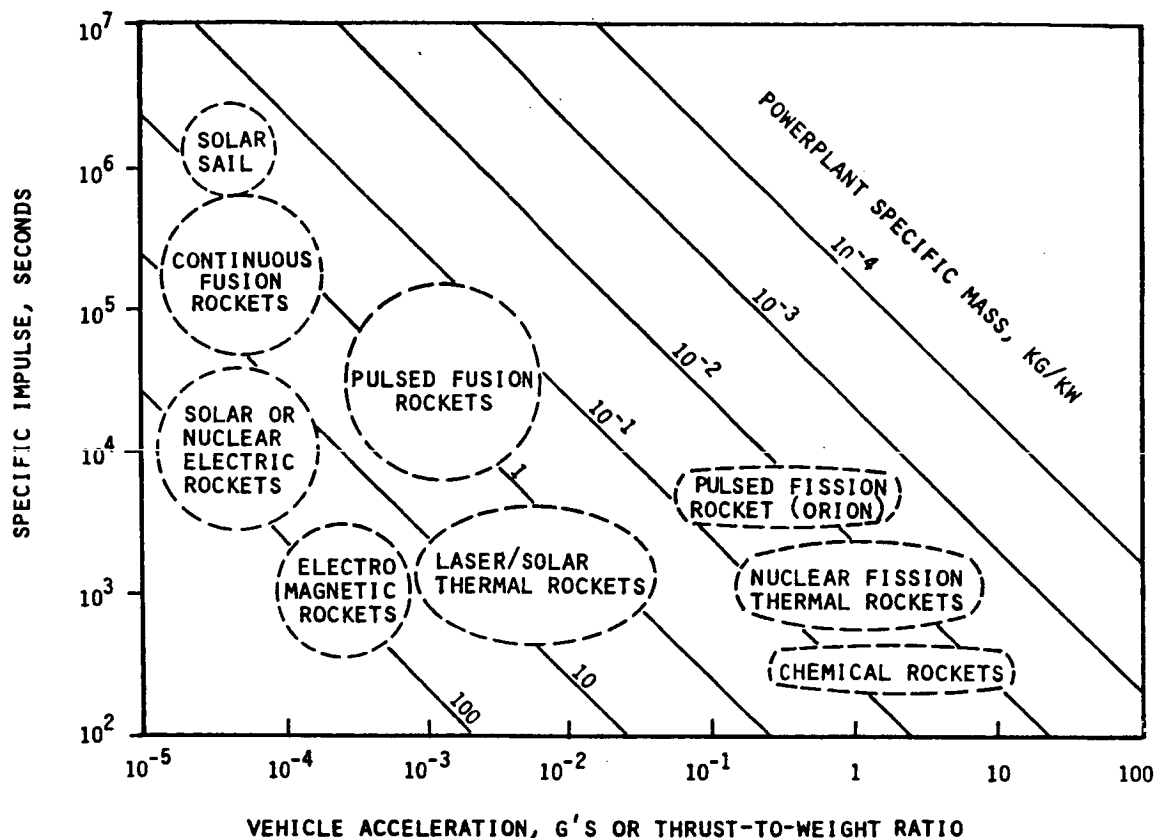 10^7
10^6
10^5
10^4
10^3
10^2
SPECIFIC IMPULSE, SECONDS
SOLAR
SAIL
CONTINUOUS
FUSION
ROCKETS
PULSED FUSION
ROCKETS
SOLAR OR
NUCLEAR
ELECTRIC
ROCKETS
ELECTRO
MAGNETIC
ROCKETS
LASER/SOLAR
THERMAL ROCKETS
PULSED FISSION
ROCKET (ORION)
NUCLEAR FISSION
THERMAL ROCKETS
CHEMICAL ROCKETS
POWERPLANT SPECIFIC MASS, KG/KW
10^-4
10^-3
10^-2
10^-1
1
10
100
10^-5
10^-4
10^-3
10^-2
10^-1
1
10
100
VEHICLE ACCELERATION, G'S OR THRUST-TO-WEIGHT RATIO